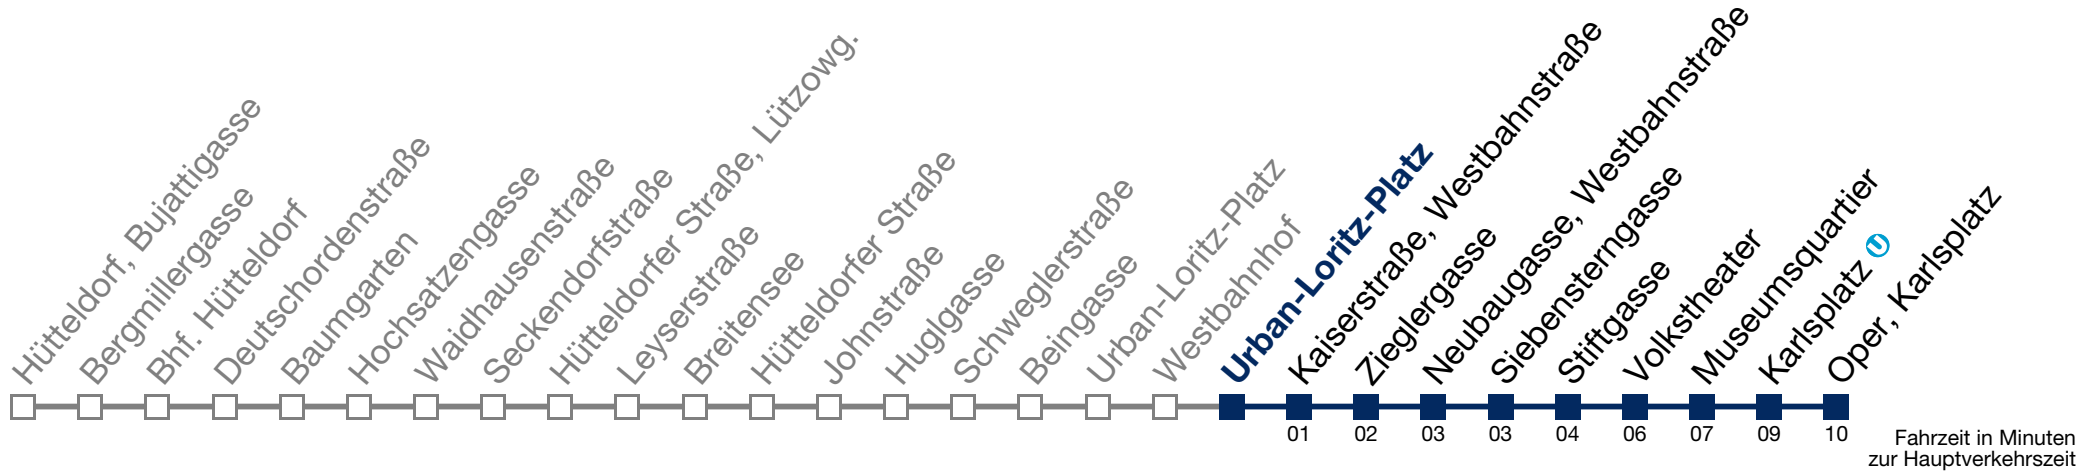 Hütteldorf, Bujattigasse
Bergmillergasse
Bhf. Hütteldorf
Deutschordenstraße
Baumgarten
Hochsatzengasse
Waidhausenstraße
Seckendorfstraße
Hütteldorfer Straße, Lützowg.
Leyserstraße
Breitensee
Hütteldorfer Straße
Johnstraße
Huglgasse
Schweglerstraße
Beingasse
Urban-Loritz-Platz
Westbahnhof
Urban-Loritz-Platz
Kaiserstraße, Westbahnstraße
Zieglergasse
Neubaugasse, Westbahnstraße
Siebensterngasse
Stiftgasse
Volkstheater
Museumsquartier
Karlsplatz U
Oper, Karlsplatz
01 02 03 03 04 06 07 09 10
Fahrzeit in Minuten
zur Hauptverkehrszeit